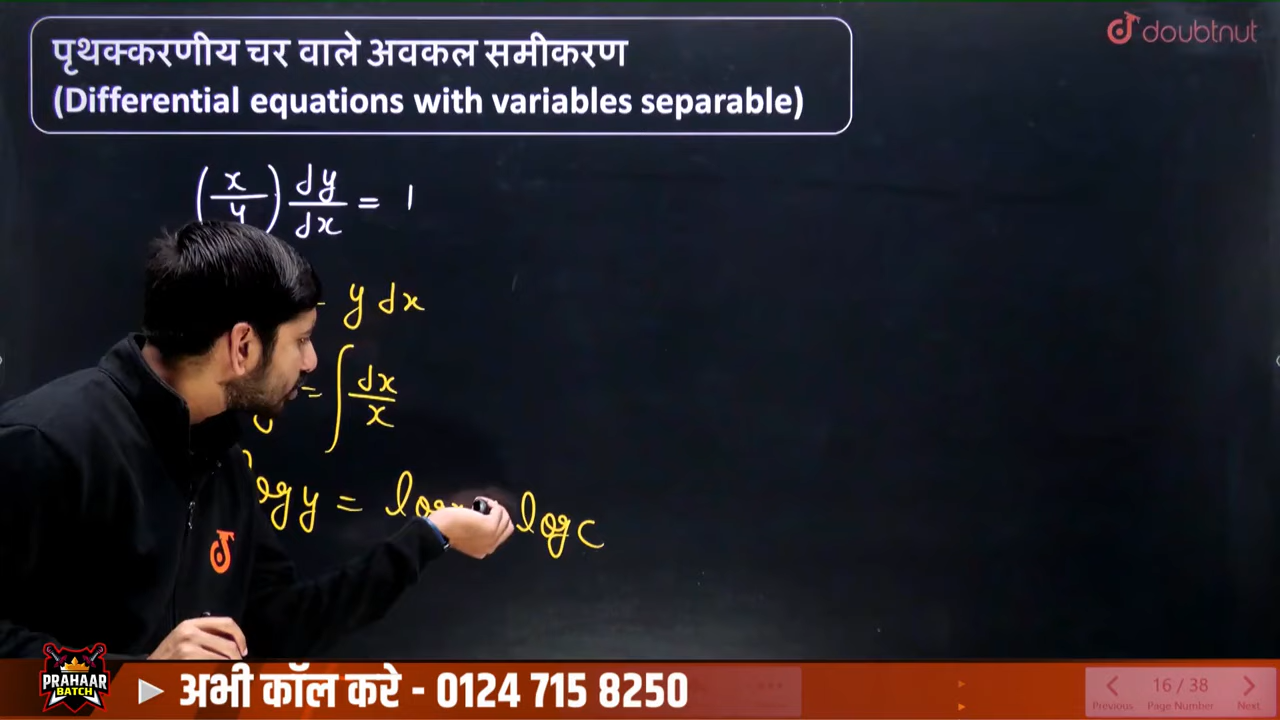 पृथक्करणीय चर वाले अवकल समीकरण
(Differential equations with variables separable)
doubtnut
(x/y) dy/dx = 1
y dx
= ∫ dx/x
log y = log c
PRAHAAR
BATCH
अभी कॉल करे - 0124 715 8250
16 / 38
Previous Page Number Next